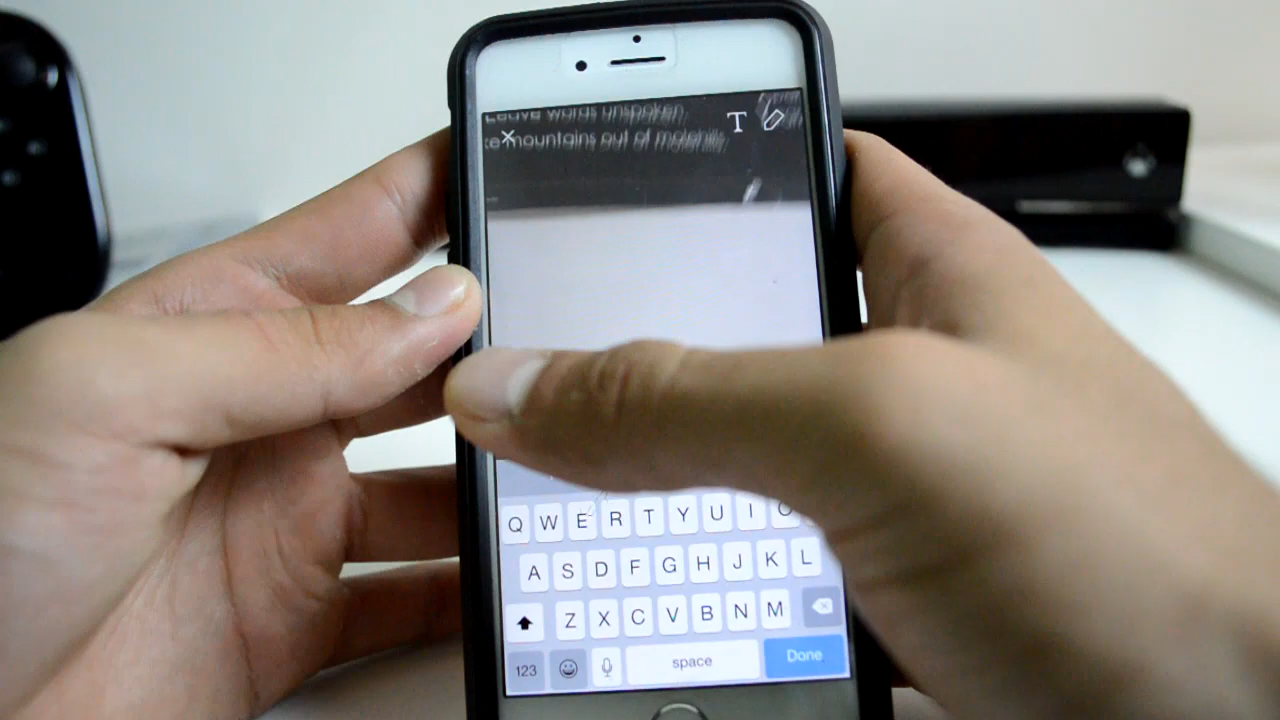 Leave words unspoken
T
mountains out of molehills
Q W E R T Y U I O
A S D F G H J K L
Z X C V B N M
123 space Done